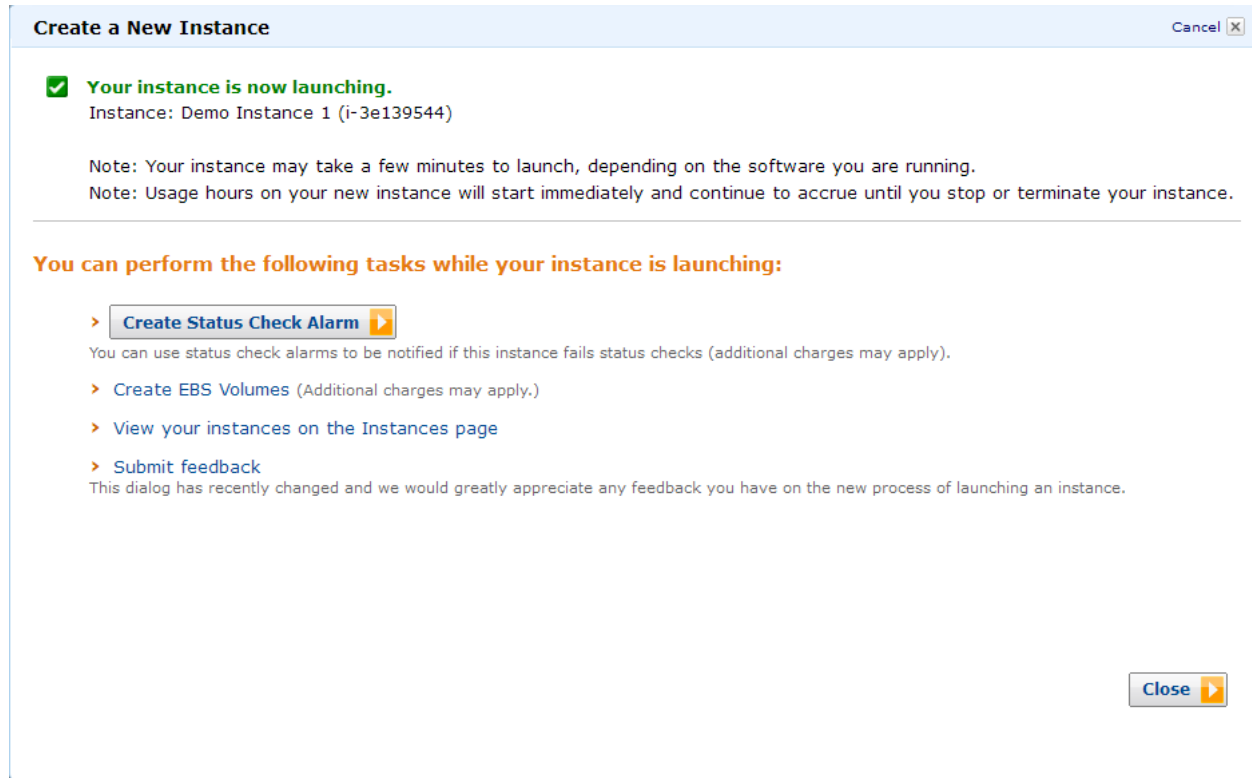 Create a New Instance
Cancel
Your instance is now launching.
Instance: Demo Instance 1 (i-3e139544)
Note: Your instance may take a few minutes to launch, depending on the software you are running.
Note: Usage hours on your new instance will start immediately and continue to accrue until you stop or terminate your instance.
You can perform the following tasks while your instance is launching:
> Create Status Check Alarm
You can use status check alarms to be notified if this instance fails status checks (additional charges may apply).
> Create EBS Volumes (Additional charges may apply.)
> View your instances on the Instances page
> Submit feedback
This dialog has recently changed and we would greatly appreciate any feedback you have on the new process of launching an instance.
Close